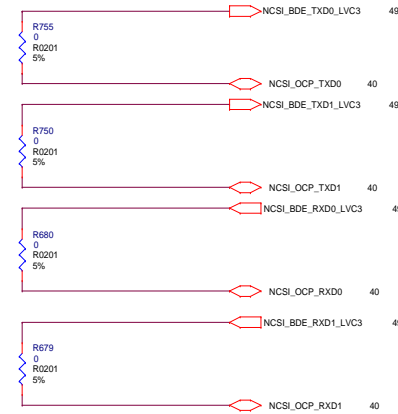 NCSI_BDE_TXD0_LVC3 49
R755
0
R0201
5%
NCSI_OCP_TXD0 40
NCSI_BDE_TXD1_LVC3 49
R750
0
R0201
5%
NCSI_OCP_TXD1 40
NCSI_BDE_RXD0_LVC3
R680
0
R0201
5%
NCSI_OCP_RXD0 40
NCSI_BDE_RXD1_LVC3
R679
0
R0201
5%
NCSI_OCP_RXD1 40